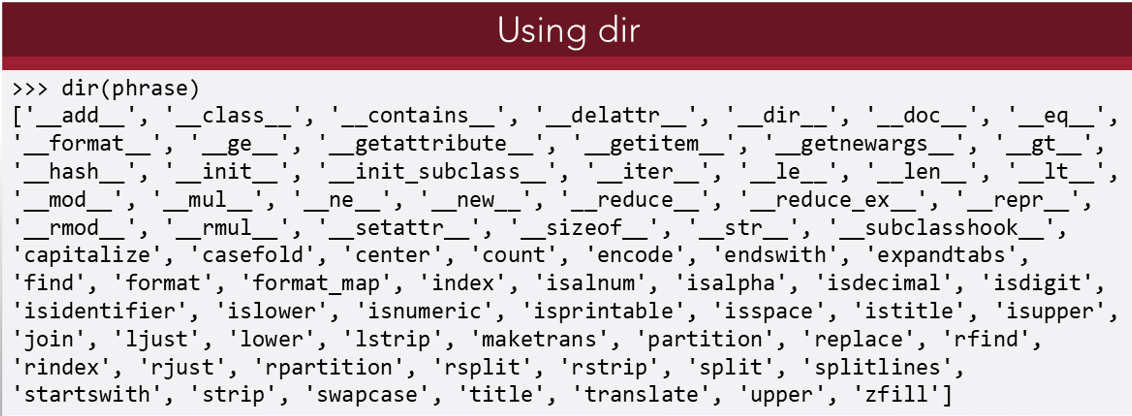 Using dir
>>> dir(phrase)
['__add__', '__class__', '__contains__', '__delattr__', '__dir__', '__doc__', '__eq__',
'__format__', '__ge__', '__getattribute__', '__getitem__', '__getnewargs__', '__gt__',
'__hash__', '__init__', '__init_subclass__', '__iter__', '__le__', '__len__', '__lt__',
'__mod__', '__mul__', '__ne__', '__new__', '__reduce__', '__reduce_ex__', '__repr__',
'__rmod__', '__rmul__', '__setattr__', '__sizeof__', '__str__', '__subclasshook__',
'capitalize', 'casefold', 'center', 'count', 'encode', 'endswith', 'expandtabs',
'find', 'format', 'format_map', 'index', 'isalnum', 'isalpha', 'isdecimal', 'isdigit',
'isidentifier', 'islower', 'isnumeric', 'isprintable', 'isspace', 'istitle', 'isupper',
'join', 'ljust', 'lower', 'lstrip', 'maketrans', 'partition', 'replace', 'rfind',
'rindex', 'rjust', 'rpartition', 'rsplit', 'rstrip', 'split', 'splitlines',
'startswith', 'strip', 'swapcase', 'title', 'translate', 'upper', 'zfill']